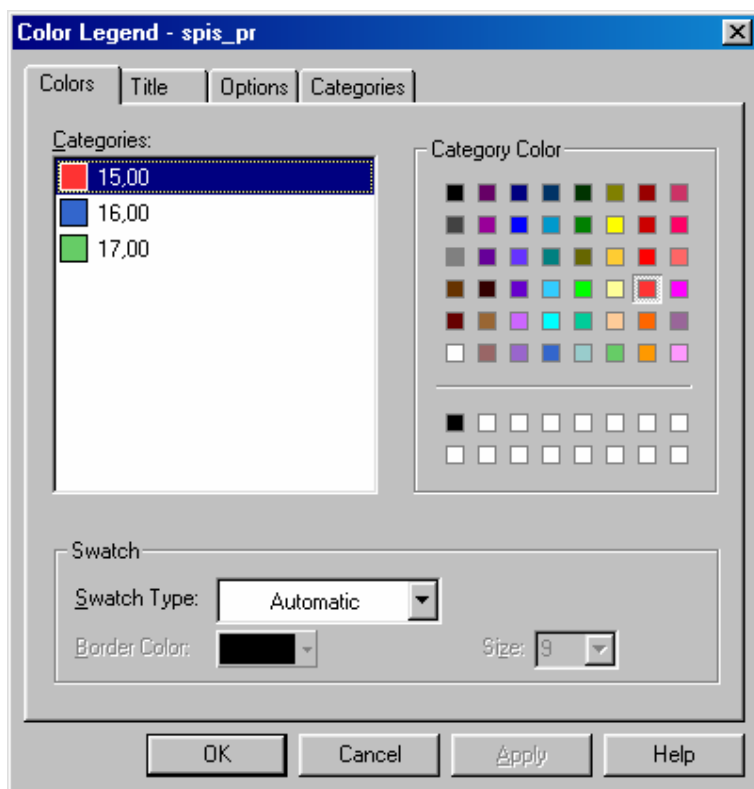 Color Legend - spis_pr
Colors Title Options Categories
Categories:
15,00
16,00
17,00
Category Color
Swatch
Swatch Type: Automatic
Border Color: Size: 9
OK Cancel Apply Help